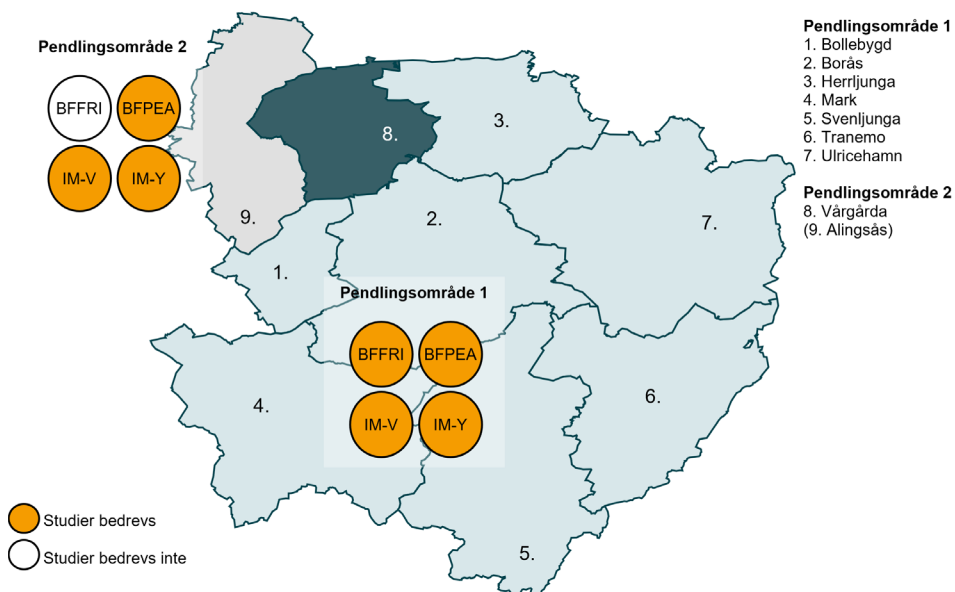 Pendlingsområde 2
BFFRI
BFPEA
IM-V
IM-Y
9.
8.
3.
2.
7.
1.
Pendlingsområde 1
BFFRI
BFPEA
IM-V
IM-Y
4.
6.
5.
Studier bedrevs
Studier bedrevs inte
Pendlingsområde 1
1. Bollebygd
2. Borås
3. Herrljunga
4. Mark
5. Svenljunga
6. Tranemo
7. Ulricehamn
Pendlingsområde 2
8. Vårgårda
(9. Alingsås)